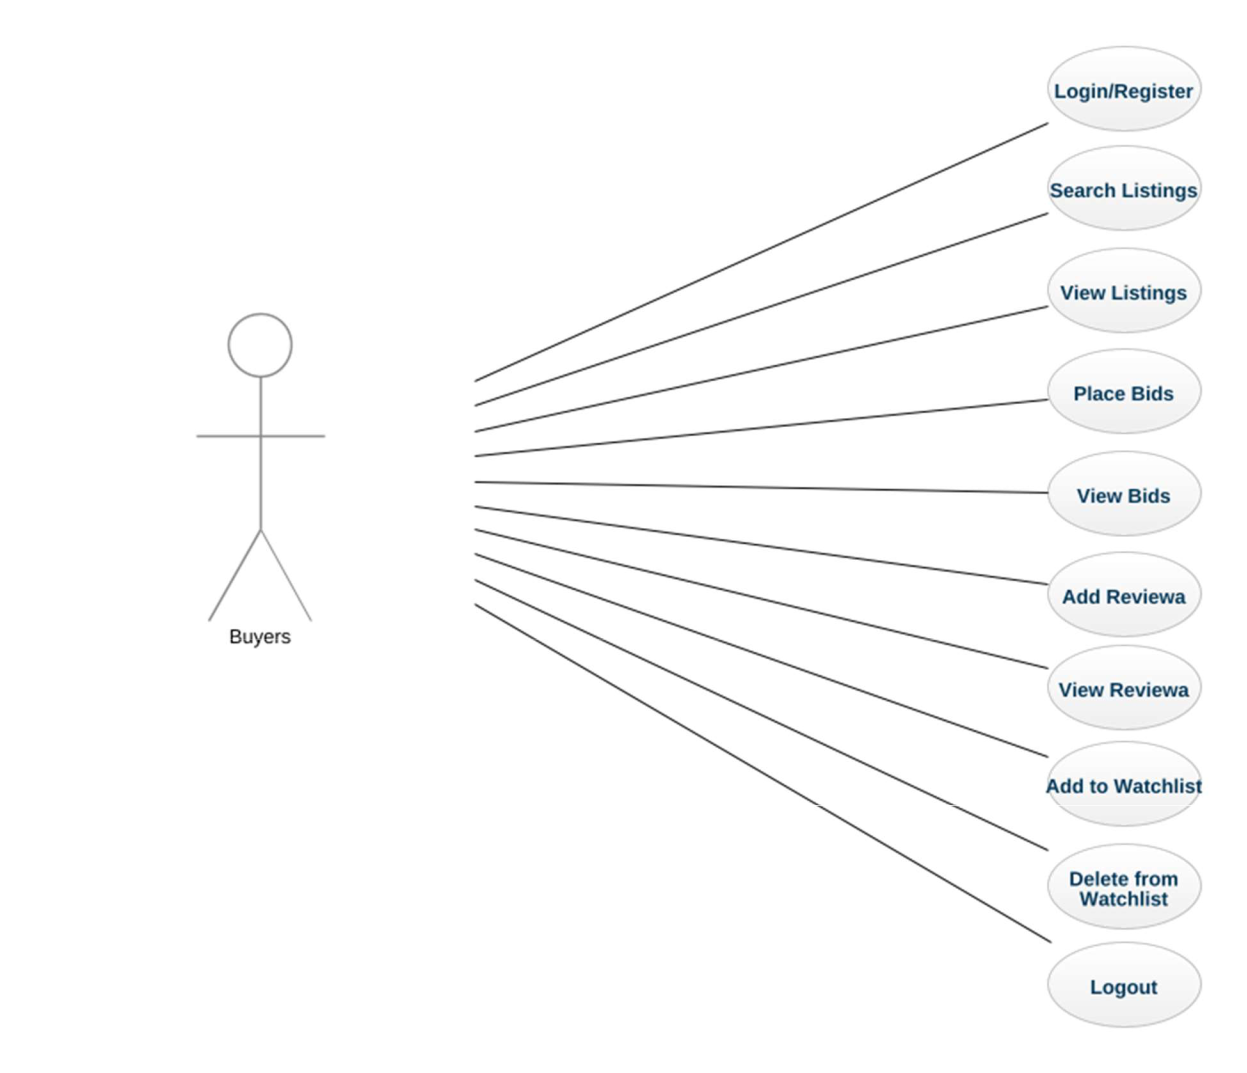 Login/Register
Search Listings
View Listings
Place Bids
View Bids
Add Reviewa
View Reviewa
Add to Watchlist
Delete from
Watchlist
Logout
Buyers